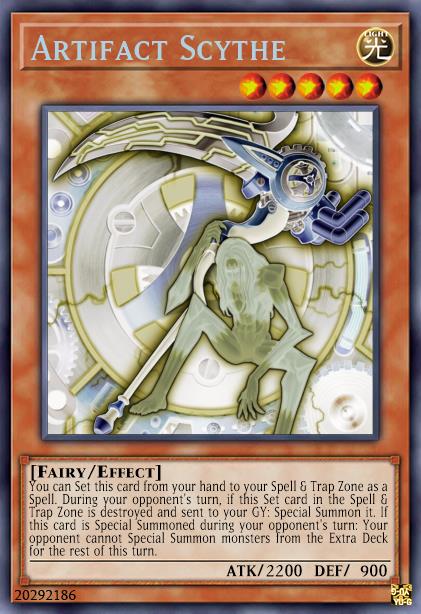 ARTIFACT SCYTHE
LIGHT
光
[FAIRY/EFFECT]
You can Set this card from your hand to your Spell & Trap Zone as a
Spell. During your opponent's turn, if this Set card in the Spell &
Trap Zone is destroyed and sent to your GY: Special Summon it. If
this card is Special Summoned during your opponent's turn: Your
opponent cannot Special Summon monsters from the Extra Deck
for the rest of this turn.
ATK/2200 DEF/ 900
20292186